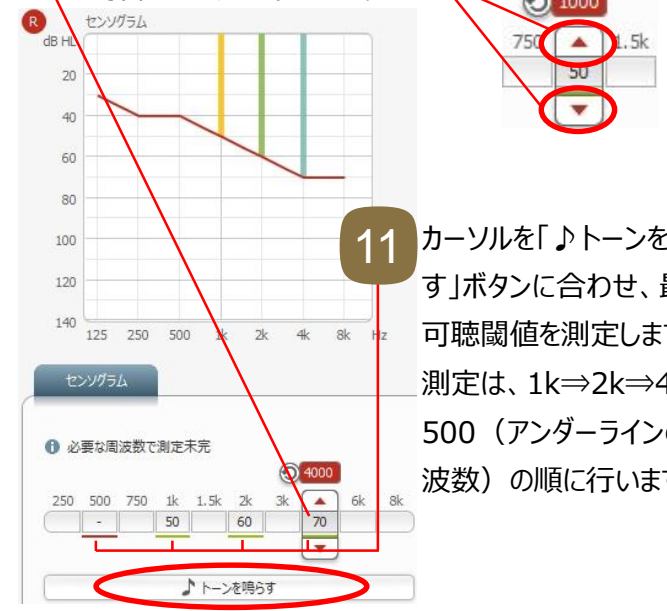 R センソグラム
dB HL
20
40
60
80
100
120
140
125 250 500 1k 2k 4k 8k Hz
1000
750 1.5k
50
11
カーソルを「♪トーンを
す」ボタンに合わせ、
可聴閾値を測定しま
測定は、1k⇒2k⇒4
500（アンダーライン
波数）の順に行いま
センソグラム
必要な周波数で測定未完
4000
250 500 750 1k 1.5k 2k 3k 6k 8k
- 50 60 70
♪ トーンを鳴らす